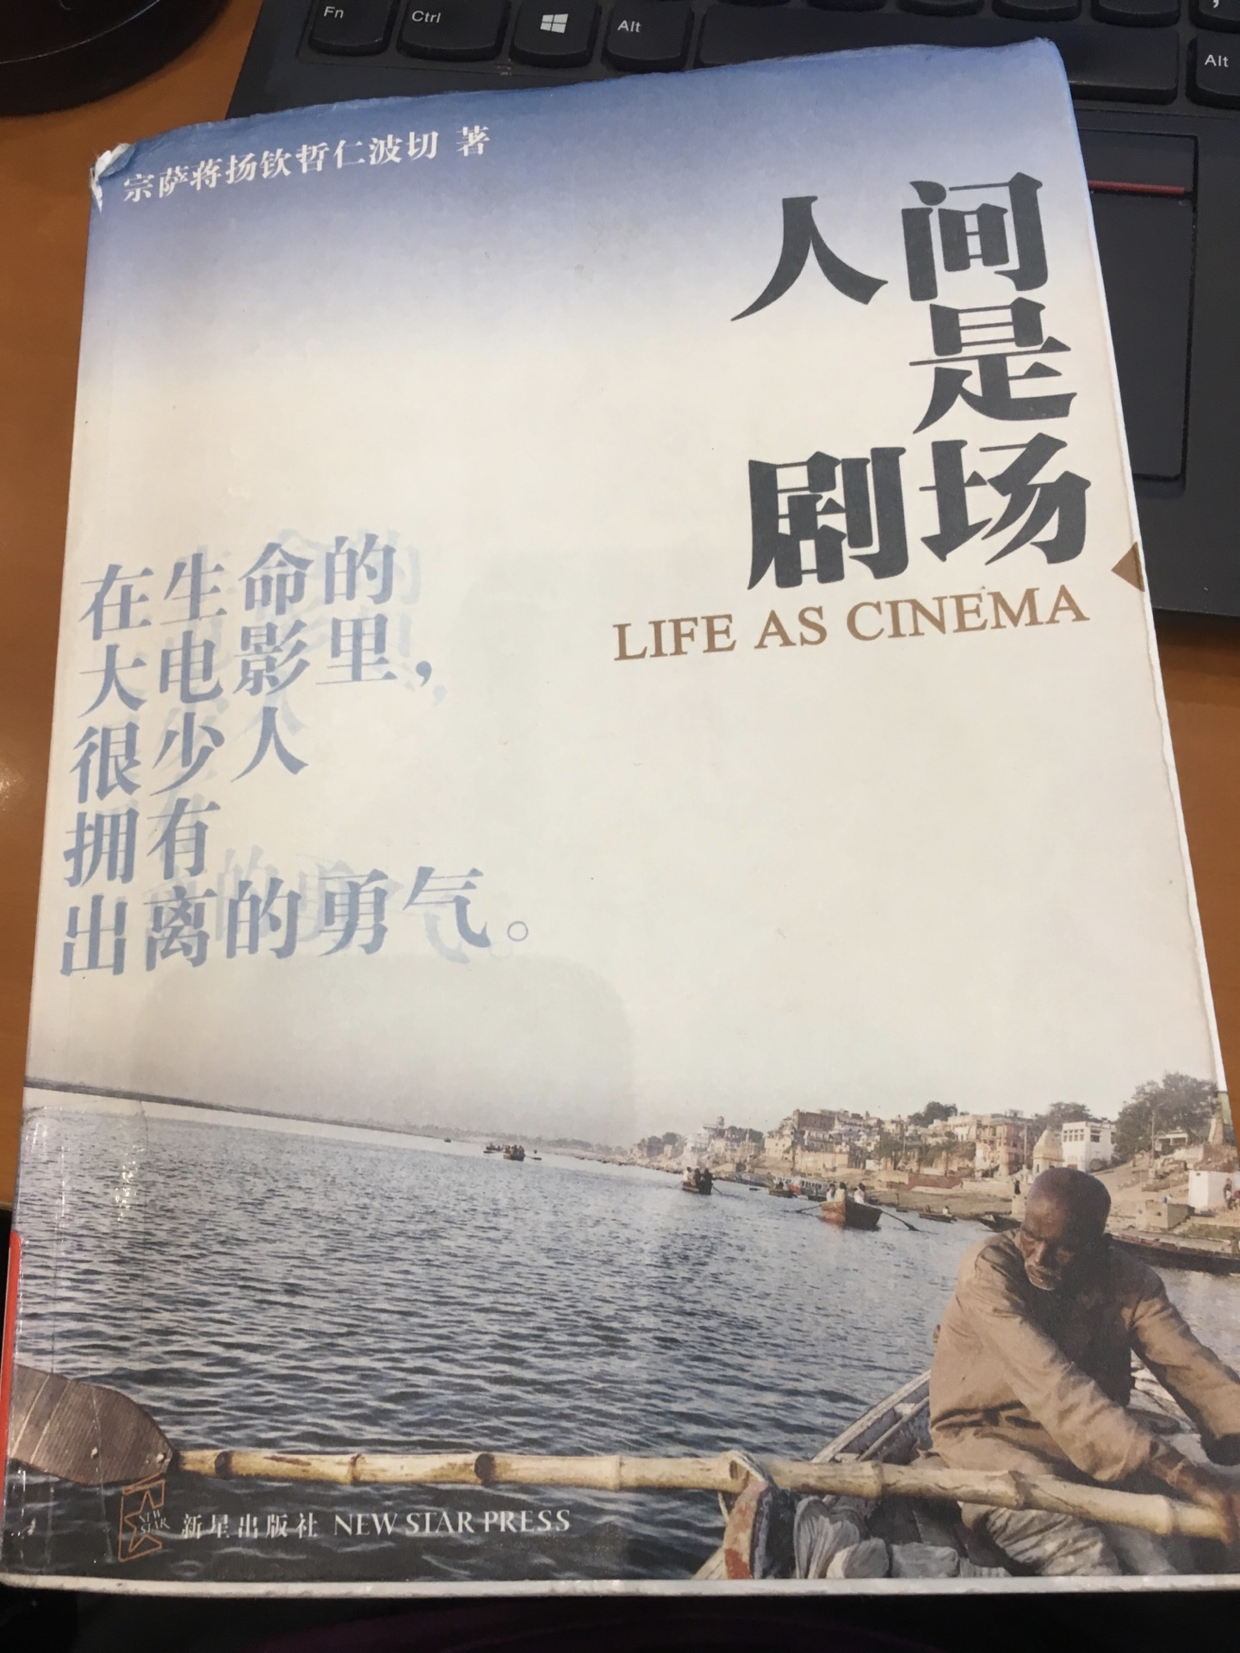 Fn
Ctrl
Alt
Alt
宗萨蒋扬钦哲仁波切 著
人间
是
剧场
LIFE AS CINEMA
在生命的
大电影里，
很少人
拥有
出离的勇气。
NEW
STAR
新星出版社 NEW STAR PRESS